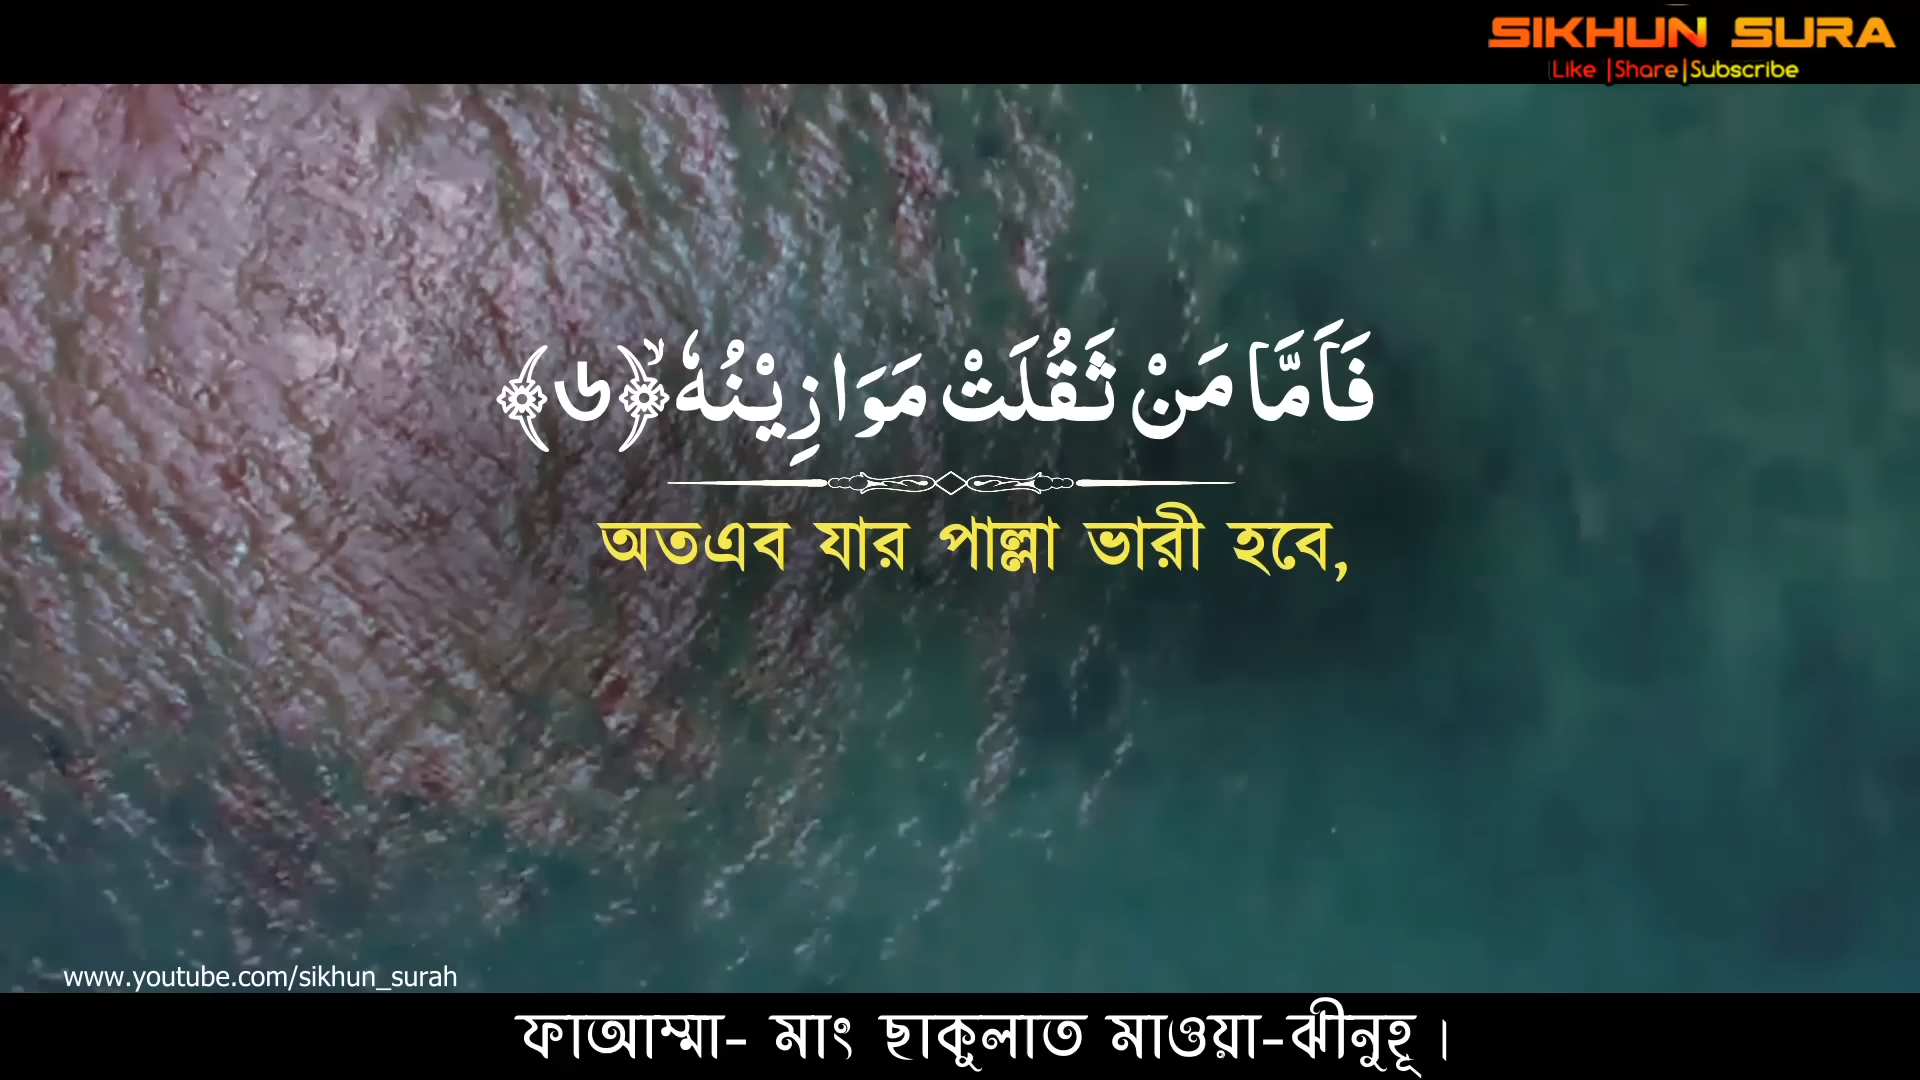 SIKHUN SURA
Like |Share|Subscribe
فَاَمَّا مَنْ ثَقُلَتْ مَوَازِيْنُهٗ ۙ﴿۶﴾
অতএব যার পাল্লা ভারী হবে,
www.youtube.com/sikhun_surah
ফাআম্মা- মাং ছাকুলাত মাওয়া-ঝীনুহূ।